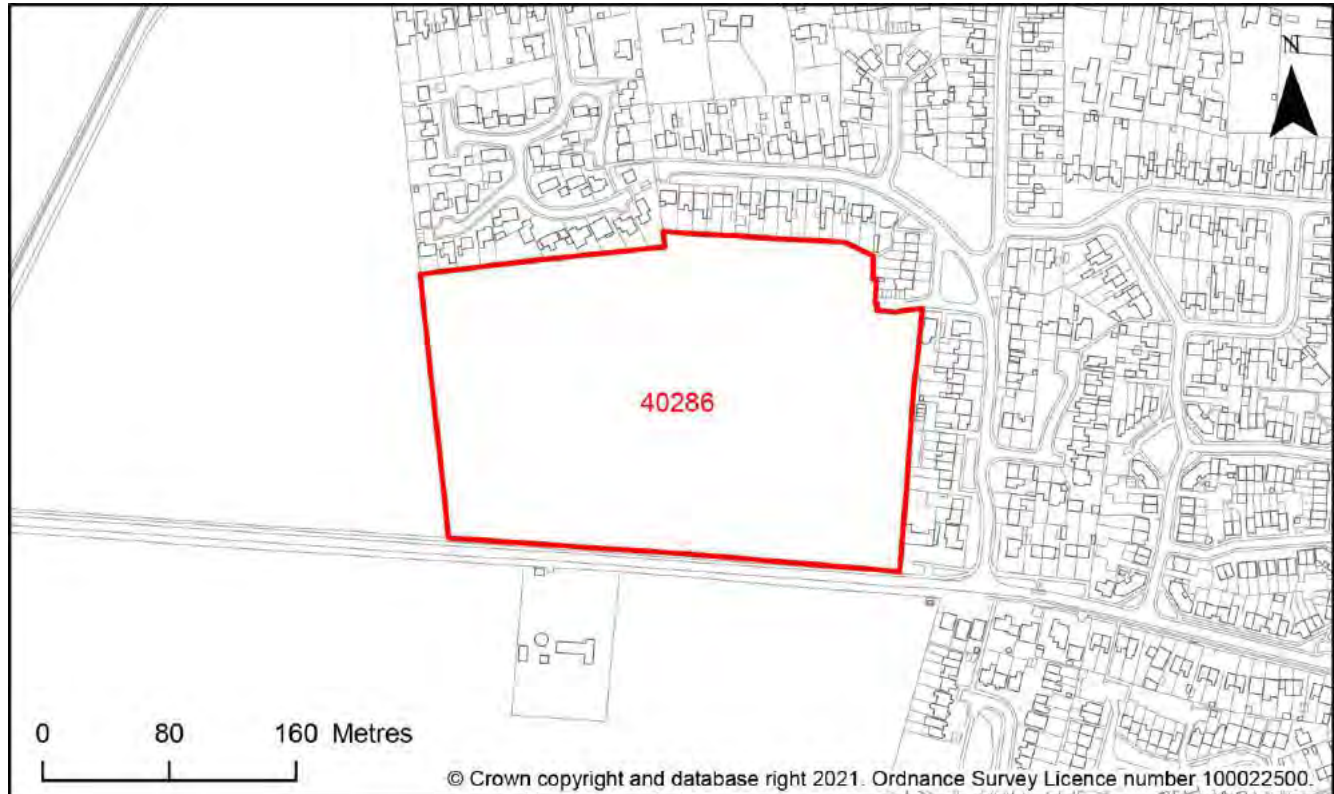 N
40286
0 80 160 Metres
© Crown copyright and database right 2021. Ordnance Survey Licence number 100022500.